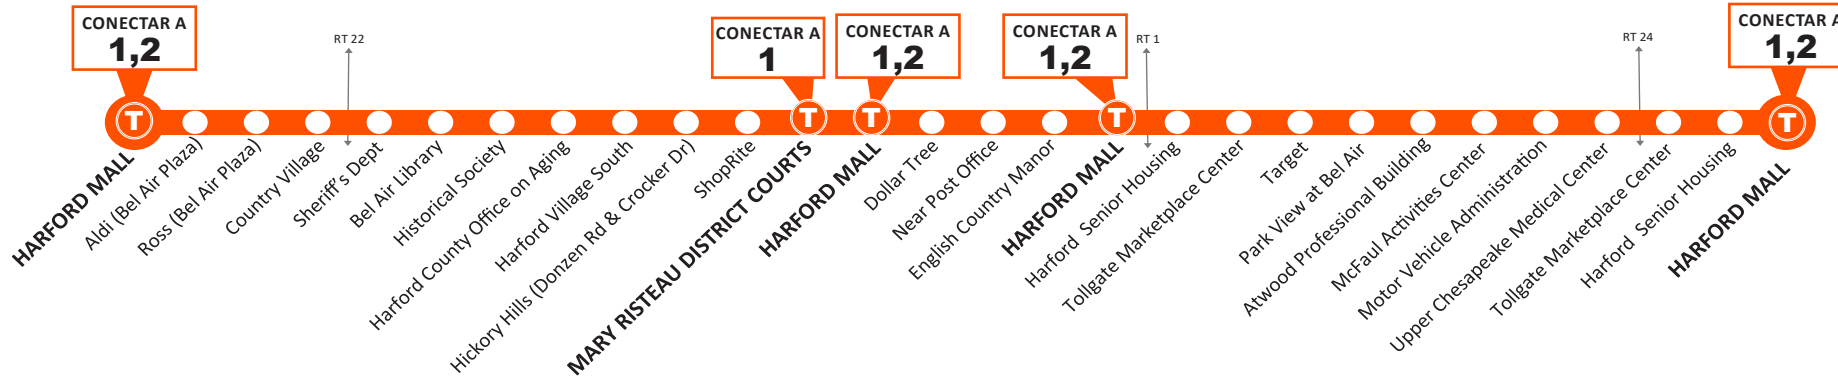 CONECTAR A
1,2
RT 22
CONECTAR A
1
CONECTAR A
1,2
CONECTAR A
1,2
RT 1
RT 24
CONECTAR A
1,2
T
T
T
T
T
HARFORD MALL
Aldi (Bel Air Plaza)
Ross (Bel Air Plaza)
Country Village
Sheriff's Dept
Bel Air Library
Historical Society
Harford County Office on Aging
Harford Village South
Hickory Hills (Donzen Rd & Crocker Dr)
ShopRite
MARY RISTEAU DISTRICT COURTS
HARFORD MALL
Dollar Tree
Near Post Office
English Country Manor
HARFORD MALL
Harford Senior Housing
Tollgate Marketplace Center
Target
Park View at Bel Air
Atwood Professional Building
McFaul Activities Center
Motor Vehicle Administration
Upper Chesapeake Medical Center
Tollgate Marketplace Center
Harford Senior Housing
HARFORD MALL